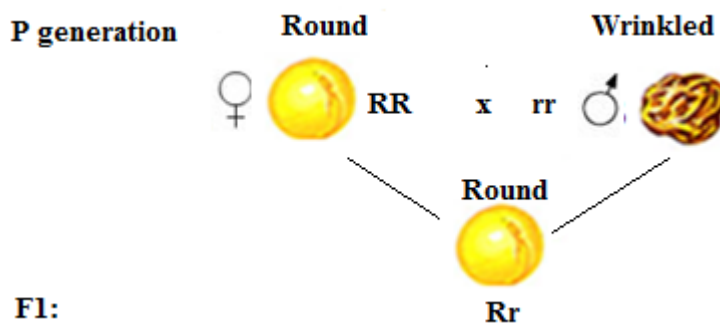 P generation Round Wrinkled
RR x rr
Round
F1: Rr